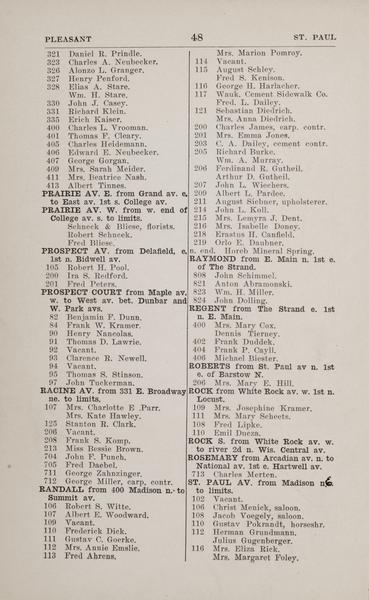 PLEASANT 48 ST. PAUL
321 Daniel R. Prindle.
323 Charles A. Neubecker.
326 Alonzo L. Granger.
327 Henry Penford.
328 Elias A. Stare.
Wm. H. Stare.
330 John J. Casey.
331 Richard Klein.
335 Erich Kaiser.
400 Charles L. Vrooman.
401 Thomas F. Cleary.
405 Charles Heidemann.
406 Edward E. Neubecker.
407 George Gorgan.
409 Mrs. Sarah Meider.
411 Mrs. Beatrice Nash.
413 Albert Tinnes.
PRAIRIE AV. E. from Grand av. e.
to East av. 1st s. College av.
PRAIRIE AV. W. from w. end of
College av. s. to limits.
Schneck & Bliese, florists.
Robert Schneck.
Fred Bliese.
PROSPECT AV. from Delafield, e.
1st n. Bidwell av.
105 Robert H. Pool.
200 Ira S. Redford.
201 Fred Peters.
PROSPECT COURT from Maple av.
w. to West av. bet. Dunbar and
W. Park avs.
82 Benjamin F. Dunn.
84 Frank W. Kramer.
90 Henry Nancolas.
91 Thomas D. Lawrie.
92 Vacant.
93 Clarence R. Newell.
94 Vacant.
95 Thomas S. Stinson.
97 John Tuckerman.
RACINE AV. from 331 E. Broadway
ne. to limits.
107 Mrs. Charlotte E .Parr.
Mrs. Kate Hawley.
125 Stanton R. Clark.
206 Vacant.
208 Frank S. Komp.
213 Miss Bessie Brown.
704 John F. Punch.
705 Fred Daebel.
711 George Zahnzinger.
712 George Miller, carp, contr.
RANDALL from 400 Madison n. to
Summit av.
106 Robert S. Witte.
107 Albert E. Woodward.
109 Vacant.
110 Frederick Dick.
111 Gustav C. Goerke.
112 Mrs. Annie Emslie.
113 Fred Ahrens.
Mrs. Marion Pomroy.
114 Vacant.
115 August Schley.
Fred S. Kenison.
116 George H. Harlacher.
117 Wauk. Cement Sidewalk Co.
Fred. L. Dailey.
121 Sebastian Diedrich.
Mrs. Anna Diedrich.
200 Charles James, carp. contr.
201 Mrs. Emma Jones.
203 C. A. Dailey, cement contr.
205 Richard Burke.
Wm. A. Murray.
206 Ferdinand R. Gutheil.
Arthur D. Gutheil.
207 John L. Wiechers.
209 Albert L. Pardee.
211 August Siebner, upholsterer.
214 John L. Koll.
215 Mrs. Lemyra J. Dent.
216 Mrs. Isabelle Doney.
218 Erastus H. Canfield.
219 Orlo E. Daubner.
n. end. Horeb Mineral Spring.
RAYMOND from E. Main n. 1st e.
of The Strand.
808 John Schimmel.
821 Anton Abramonski.
823 Wm. H. Miller.
824 John Dolling.
REGENT from The Strand e. 1st
n. E. Main.
400 Mrs. Mary Cox.
Dennis Tierney.
402 Frank Duddek.
404 Frank P. Cayll.
406 Michael Biester.
ROBERTS from St. Paul av n. 1st
e. of Barstow N.
206 Mrs. Mary E. Hill.
ROCK from White Rock av. w. 1st n.
Locust.
109 Mrs. Josephine Kramer.
111 Mrs. Mary Scheets.
108 Fred Lipke.
110 Emil Dueza.
ROCK S. from White Rock av. w.
to river 2d n. Wis. Central av.
ROSEMARY from Arcadian av. n. to
National av. 1st e. Hartwell av.
713 Charles Merten.
ST. PAUL AV. from Madison
to limits.
102 Vacant.
106 Christ Menick, saloon.
108 Jacob Voegely, saloon.
110 Gustav Pokrandt, horseshr.
112 Herman Grundmann.
Julius Gugenberger.
116 Mrs. Eliza Rick.
Mrs. Margaret Foley.